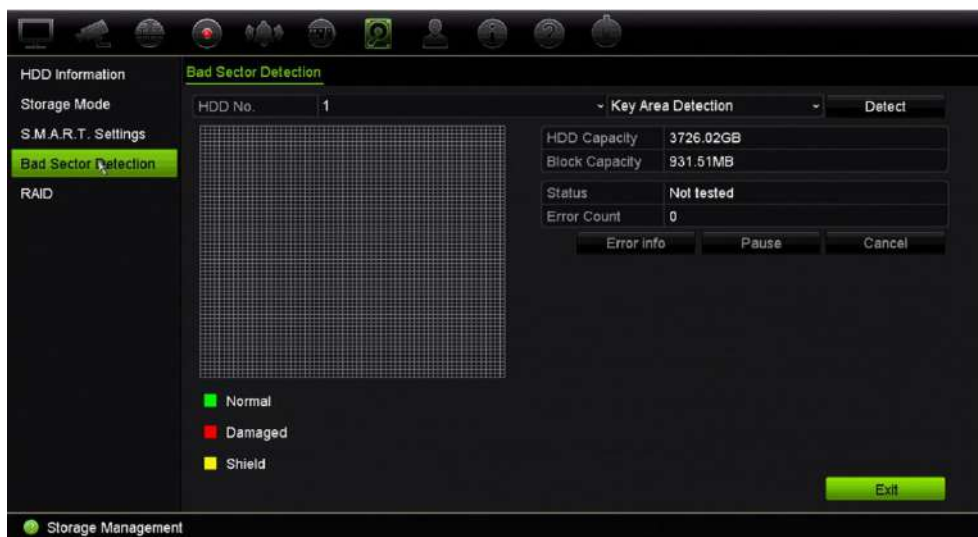 HDD Information
Bad Sector Detection
Storage Mode
HDD No. 1 Key Area Detection Detect
S.M.A.R.T. Settings
HDD Capacity 3726.02GB
Bad Sector Detection
Block Capacity 931.51MB
RAID
Status Not tested
Error Count 0
Error info Pause Cancel
Normal
Damaged
Shield
Exit
Storage Management